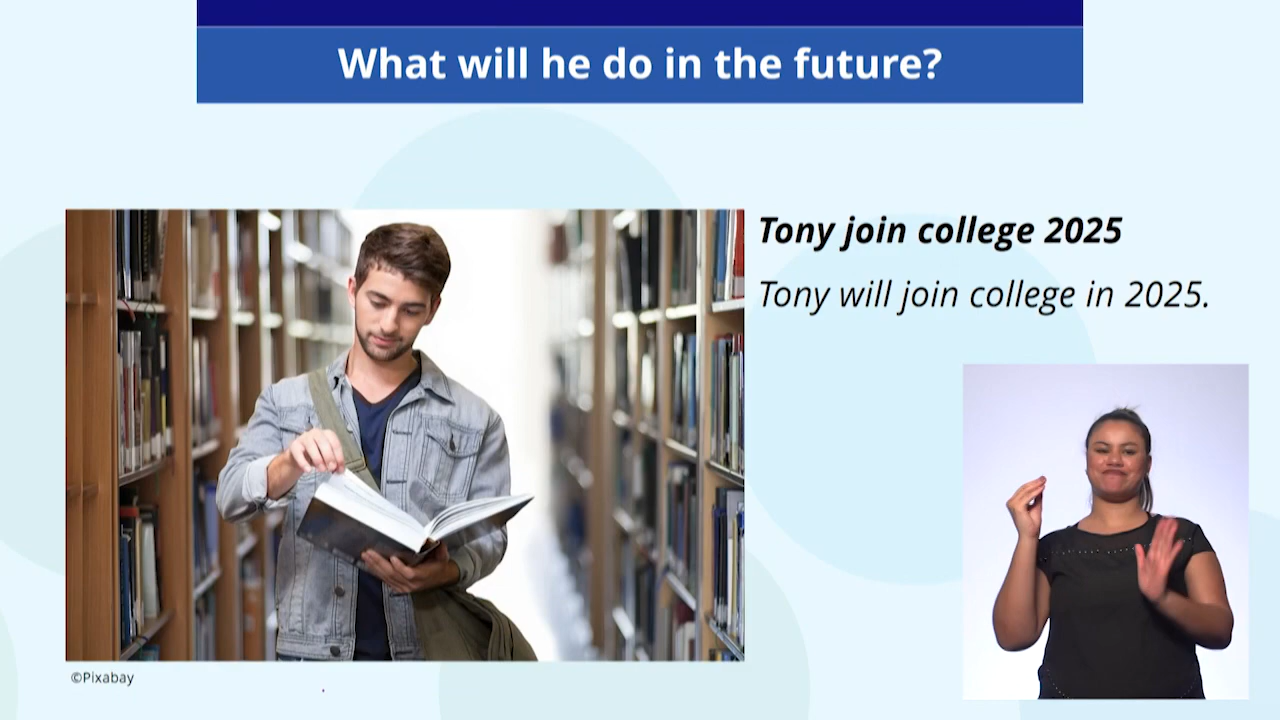 What will he do in the future?
Tony join college 2025
Tony will join college in 2025.
©Pixabay